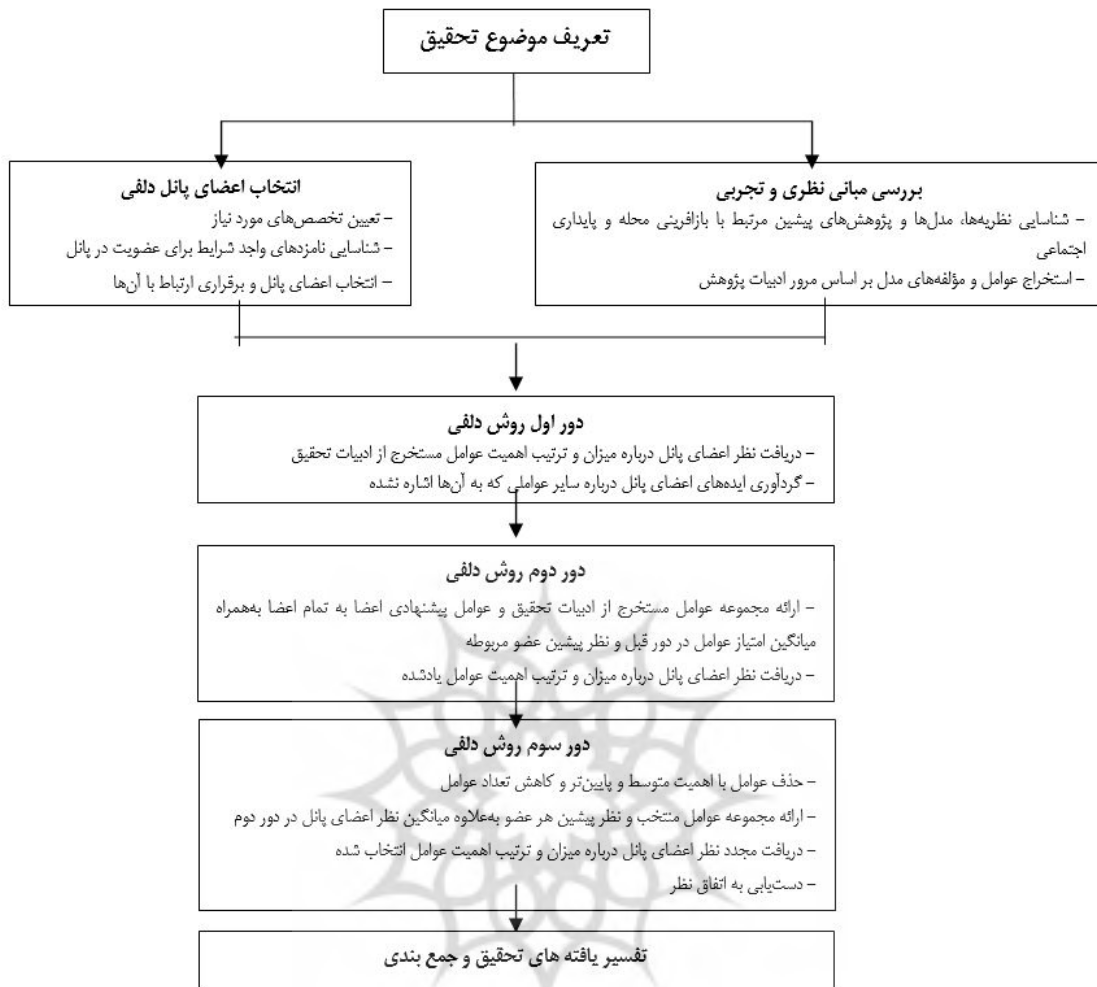 تعریف موضوع تحقیق
بررسی مبانی نظری و تجربی
- شناسایی نظریه‌ها، مدل‌ها و پژوهش‌های پیشین مرتبط با بازافرینی محله و پایداری
اجتماعی
- استخراج عوامل و مؤلفه‌های مدل بر اساس مرور ادبیات پژوهش
انتخاب اعضای پانل دلفی
- تعیین تخصص‌های مورد نیاز
- شناسایی نامزدهای واجد شرایط برای عضویت در پانل
- انتخاب اعضای پانل و برقراری ارتباط با آن‌ها
دور اول روش دلفی
- دریافت نظر اعضای پانل درباره میزان و ترتیب اهمیت عوامل مستخرج از ادبیات تحقیق
- گردآوری ایده‌های اعضای پانل درباره سایر عواملی که به آن‌ها اشاره نشده
دور دوم روش دلفی
- ارائه مجموعه عوامل مستخرج از ادبیات تحقیق و عوامل پیشنهادی اعضا به تمام اعضا به‌همراه
میانگین امتیاز عوامل در دور قبل و نظر پیشین عضو مربوطه
- دریافت نظر اعضای پانل درباره میزان و ترتیب اهمیت عوامل یادشده
دور سوم روش دلفی
- حذف عوامل با اهمیت متوسط و پایین‌تر و کاهش تعداد عوامل
- ارائه مجموعه عوامل منتخب و نظر پیشین هر عضو به‌علاوه میانگین نظر اعضای پانل در دور دوم
- دریافت مجدد نظر اعضای پانل درباره میزان و ترتیب اهمیت عوامل انتخاب شده
- دست‌یابی به اتفاق نظر
تفسیر یافته های تحقیق و جمع بندی